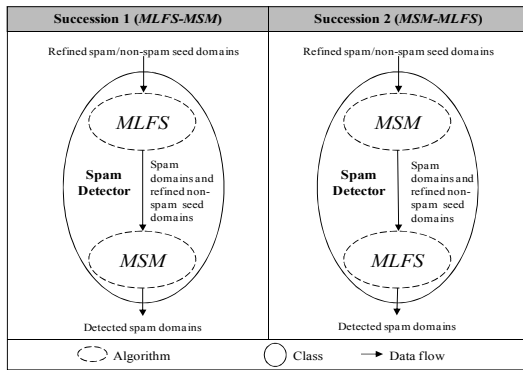 Succession 1 (MLFS-MSM)
Refined spam/non-spam seed domains
MLFS
Spam Detector
Spam
domains and
refined non-
spam seed
domains
MSM
Detected spam domains
Succession 2 (MSM-MLFS)
Refined spam/non-spam seed domains
MSM
Spam
Detector
Spam
domains and
refined non-
spam seed
domains
MLFS
Detected spam domains
Algorithm
Class
Data flow